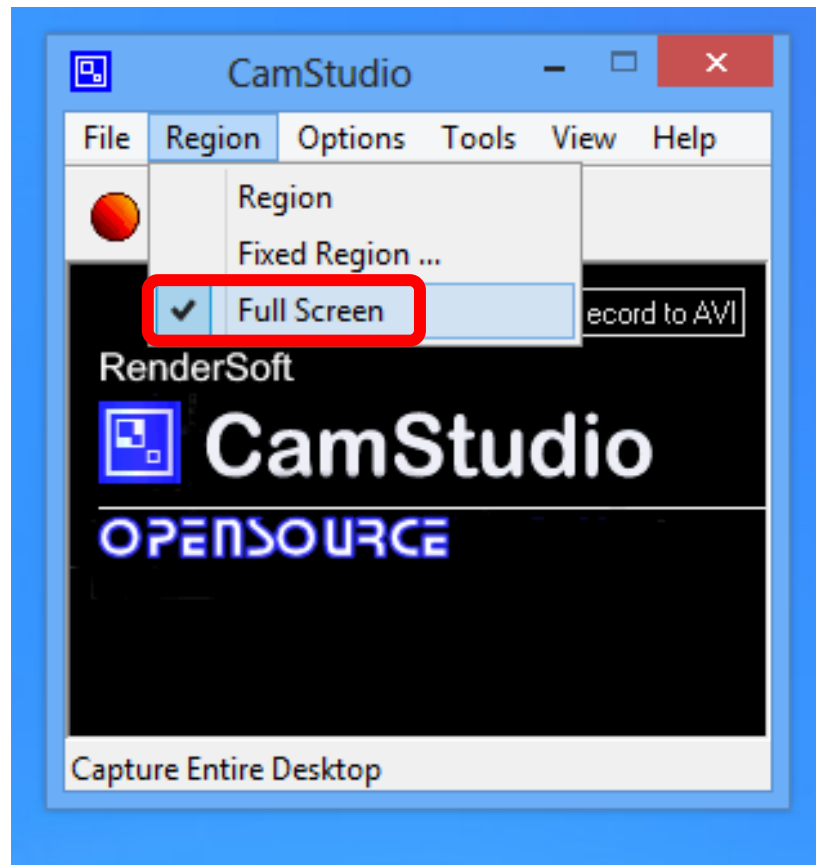 CamStudio
File Region Options Tools View Help
Region
Fixed Region ...
Full Screen
ecord to AVI
RenderSoft
CamStudio
OPENSOURCE
Capture Entire Desktop